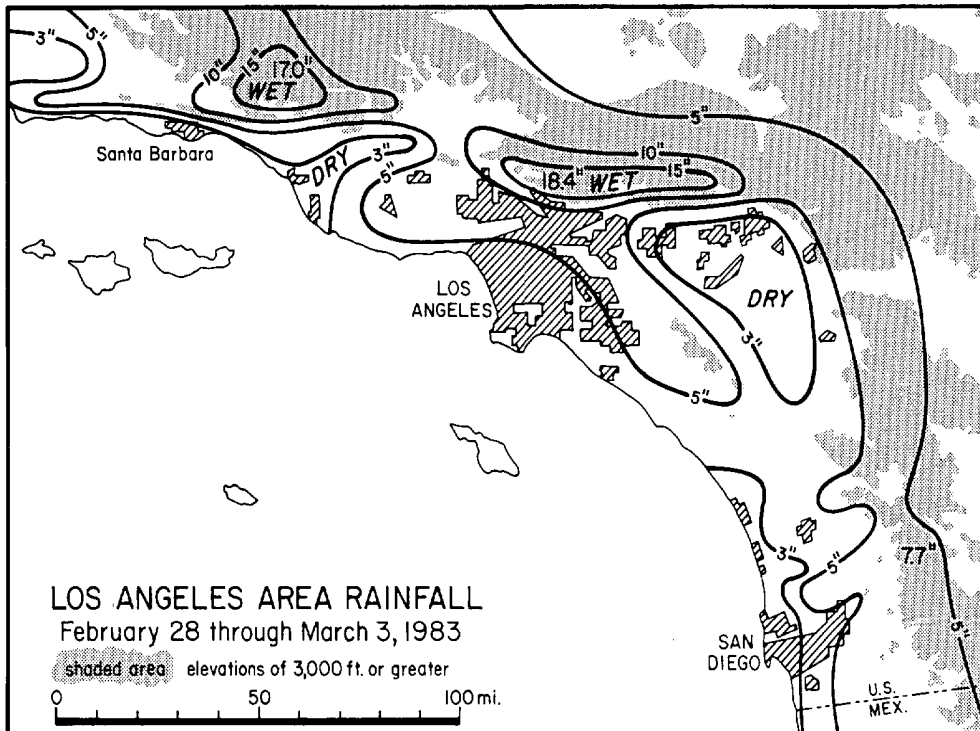 3"
5"
10"
15"
17.0"
WET
5"
Santa Barbara
DRY
3"
5"
10"
18.4" WET 15"
LOS
ANGELES
DRY
3"
5"
3"
5"
7.7"
LOS ANGELES AREA RAINFALL
February 28 through March 3, 1983
shaded area elevations of 3,000 ft. or greater
0 50 100 mi.
SAN
DIEGO
5"
U.S.
MEX.